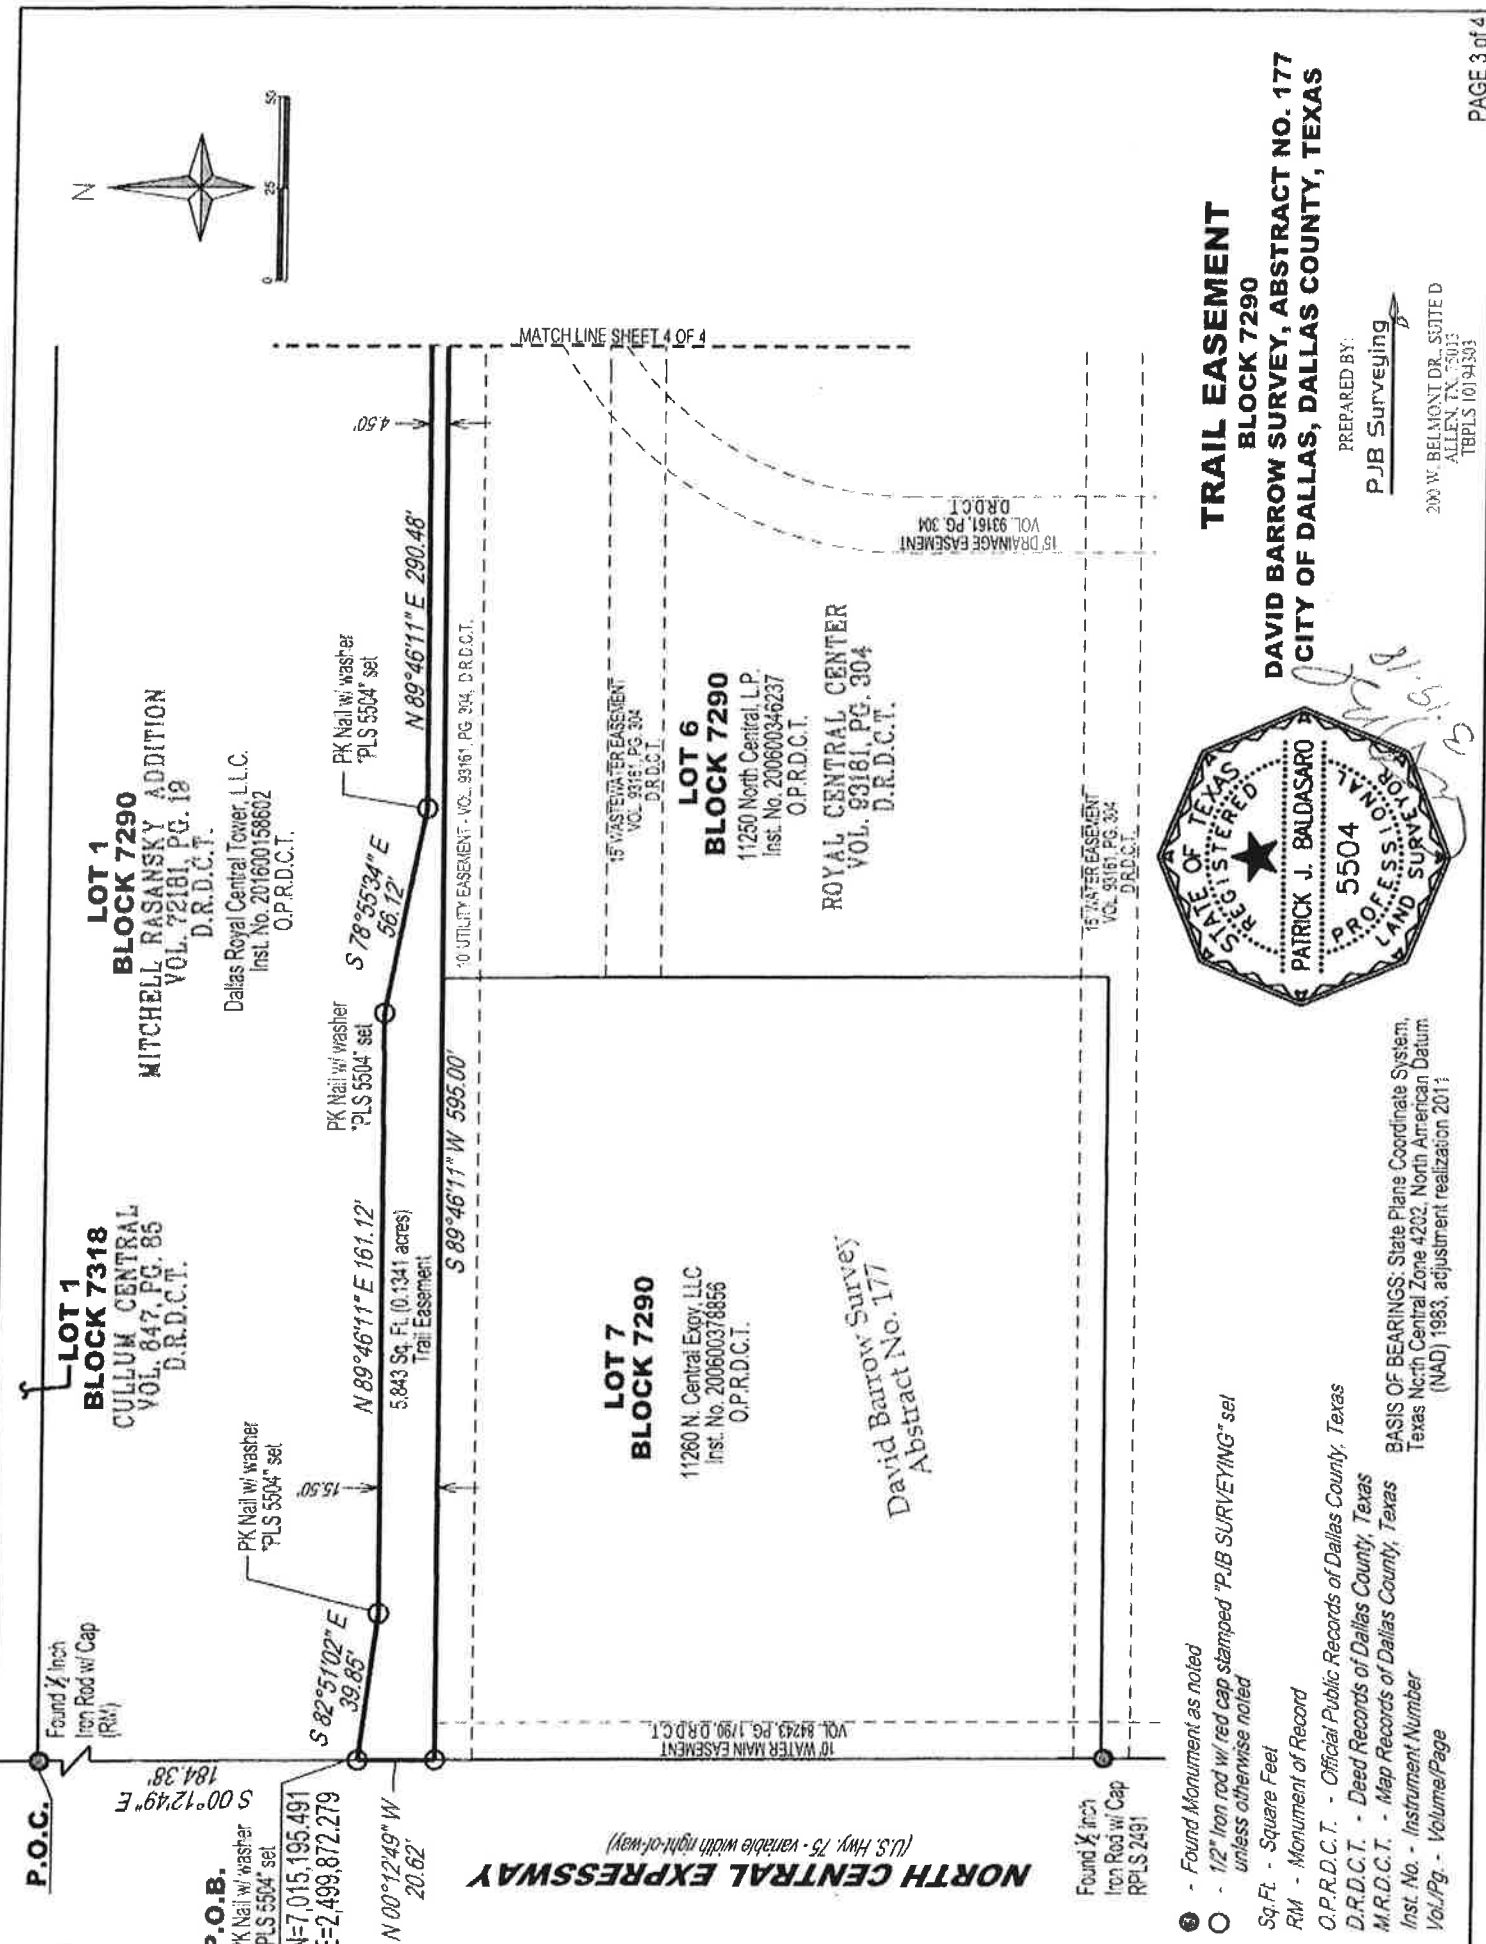 P.O.C.
Found ½ Inch
Iron Rod w/ Cap
(RM)
S 00°12'49" E
184.38'
P.O.B.
PK Nail w/ washer
"PLS 5504" set
N=7,015,195.491
E=2,499,872.279
N 00°12'49" W
20.62'
NORTH CENTRAL EXPRESSWAY
(U.S. Hwy. 75 - variable width right-of-way)
LOT 1
BLOCK 7318
CULLUM CENTRAL
VOL. 847, PG. 85
D.R.D.C.T.
LOT 1
BLOCK 7290
MITCHELL RASANSKY ADDITION
VOL. 72181 PG. 18
D.R.D.C.T.
Dallas Royal Central Tower, L.L.C.
Inst. No. 201600158602
O.P.R.D.C.T.
N
0 25 50
S 82°51'02" E
39.85'
PK Nail w/ washer
"PLS 5504" set
15.50'
N 89°46'11" E 161.12'
5,843 Sq. Ft. (0.1341 acres)
Trail Easement
PK Nail w/ washer
"PLS 5504" set
S 78°55'34" E
56.12'
PK Nail w/ washer
"PLS 5504" set
N 89°46'11" E 290.48'
4.50'
MATCH LINE SHEET 4 OF 4
S 89°46'11" W 595.00'
10' UTILITY EASEMENT - VOL. 93161, PG. 304, D.R.D.C.T.
15' WASTEWATER EASEMENT
VOL. 93161, PG. 304
D.R.D.C.T.
LOT 7
BLOCK 7290
11260 N. Central Expy, LLC
Inst. No. 200600378856
O.P.R.D.C.T.
David Barrow Survey
Abstract No. 177
LOT 6
BLOCK 7290
11250 North Central, L.P.
Inst. No. 200600346237
O.P.R.D.C.T.
ROYAL CENTRAL CENTER
VOL. 93161, PG. 304
D.R.D.C.T.
15' DRAINAGE EASEMENT
VOL. 93161, PG. 304
D.R.D.C.T.
10' WATER MAIN EASEMENT
VOL. 84243, PG. 1790, D.R.D.C.T.
15' WATER EASEMENT
VOL. 93161, PG. 304
D.R.D.C.T.
Found ½ Inch
Iron Rod w/ Cap
RPLS 2491
- Found Monument as noted
- 1/2" Iron rod w/ red cap stamped "PJB SURVEYING" set
unless otherwise noted
Sq.Ft. - Square Feet
RM - Monument of Record
O.P.R.D.C.T. - Official Public Records of Dallas County, Texas
D.R.D.C.T. - Deed Records of Dallas County, Texas
M.R.D.C.T. - Map Records of Dallas County, Texas
Inst. No. - Instrument Number
Vol./Pg. - Volume/Page
BASIS OF BEARINGS: State Plane Coordinate System,
Texas North Central Zone 4202, North American Datum
(NAD) 1983, adjustment realization 2011
STATE OF TEXAS
REGISTERED
PATRICK J. BALDASARO
5504
PROFESSIONAL
LAND SURVEYOR
TRAIL EASEMENT
BLOCK 7290
DAVID BARROW SURVEY, ABSTRACT NO. 177
CITY OF DALLAS, DALLAS COUNTY, TEXAS
PREPARED BY:
PJB Surveying
200 W. BELMONT DR., SUITE D
ALLEN, TX. 75013
TBPLS 10194303
PAGE 3 of 4